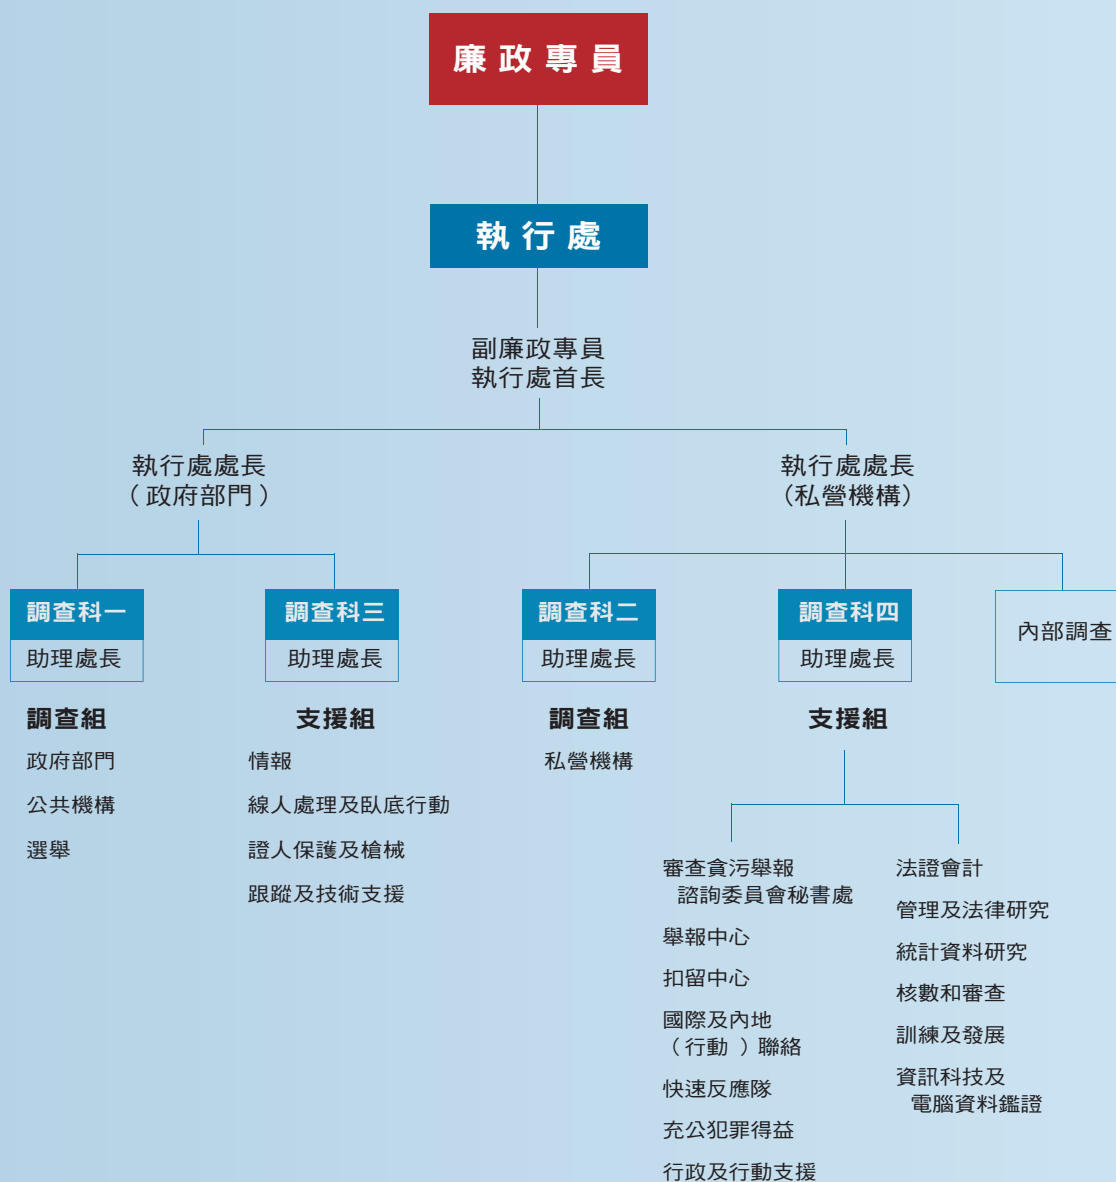 廉政專員
執行處
副廉政專員
執行處首長
執行處處長
（政府部門）
執行處處長
（私營機構）
調查科一
助理處長
調查組
政府部門
公共機構
選舉
調查科三
助理處長
支援組
情報
線人處理及臥底行動
證人保護及槍械
跟蹤及技術支援
調查科二
助理處長
調查組
私營機構
調查科四
助理處長
支援組
審查貪污舉報
諮詢委員會秘書處
舉報中心
扣留中心
國際及內地
（行動）聯絡
快速反應隊
充公犯罪得益
行政及行動支援
法證會計
管理及法律研究
統計資料研究
核數和審查
訓練及發展
資訊科技及
電腦資料鑑證
內部調查